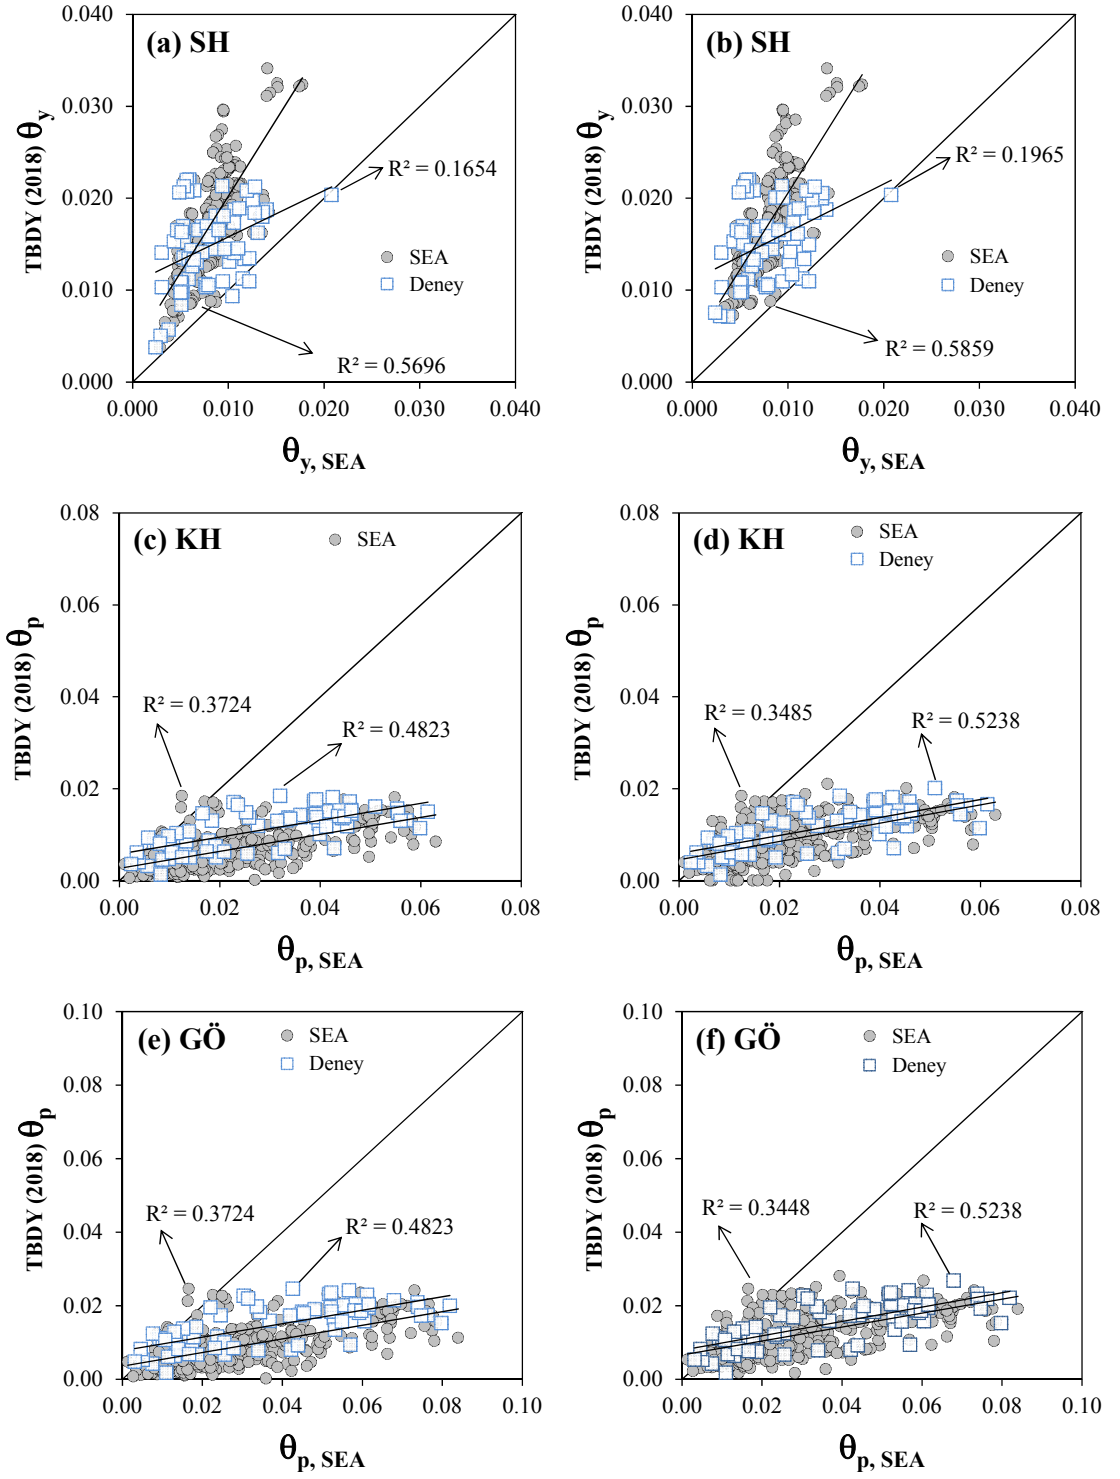 (a) SH
0.040
0.030
0.020
0.010
0.000
TBDY (2018) θy
R² = 0.1654
SEA
Deney
R² = 0.5696
0.000 0.010 0.020 0.030 0.040
θy, SEA
(b) SH
0.040
0.030
0.020
0.010
0.000
TBDY (2018) θy
R² = 0.1965
SEA
Deney
R² = 0.5859
0.000 0.010 0.020 0.030 0.040
θy, SEA
(c) KH
0.08
0.06
0.04
0.02
0.00
TBDY (2018) θp
SEA
R² = 0.3724
R² = 0.4823
0.00 0.02 0.04 0.06 0.08
θp, SEA
(d) KH
0.08
0.06
0.04
0.02
0.00
TBDY (2018) θp
SEA
Deney
R² = 0.3485
R² = 0.5238
0.00 0.02 0.04 0.06 0.08
θp, SEA
(e) GÖ
0.10
0.08
0.06
0.04
0.02
0.00
TBDY (2018) θp
SEA
Deney
R² = 0.3724
R² = 0.4823
0.00 0.02 0.04 0.06 0.08 0.10
θp, SEA
(f) GÖ
0.10
0.08
0.06
0.04
0.02
0.00
TBDY (2018) θp
SEA
Deney
R² = 0.3448
R² = 0.5238
0.00 0.02 0.04 0.06 0.08 0.10
θp, SEA